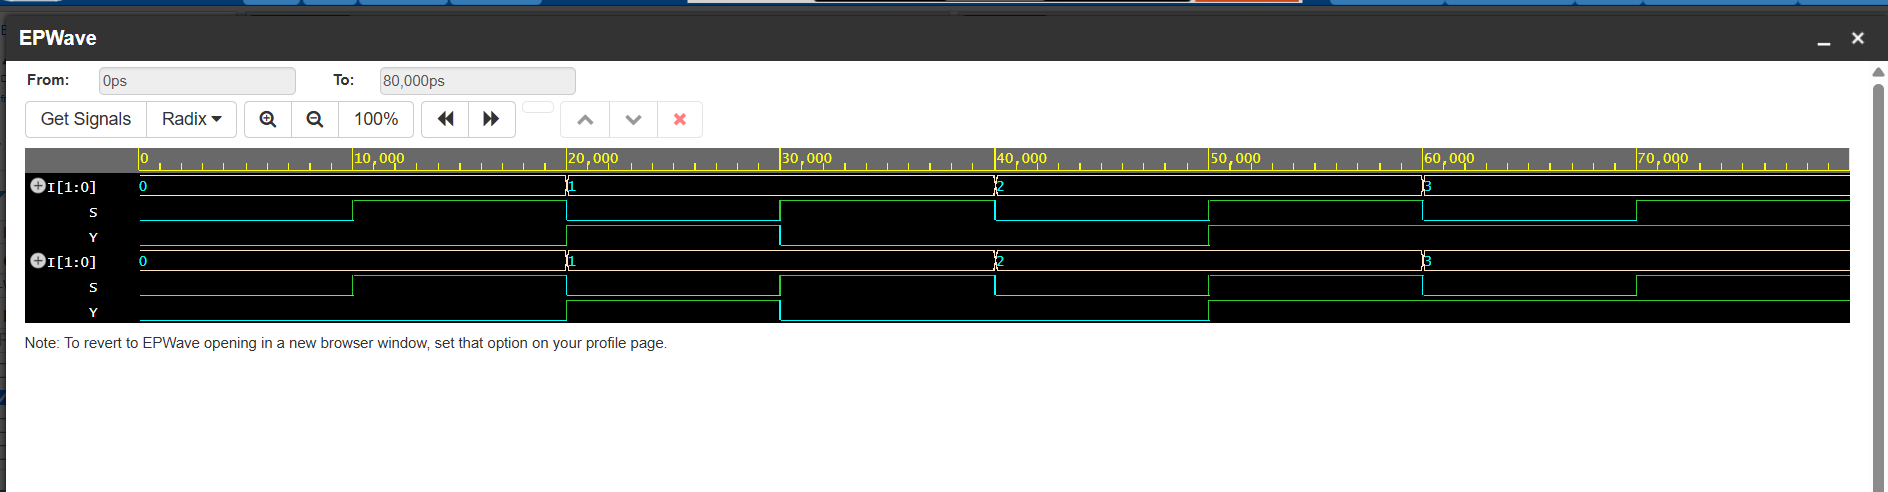 EPWave
From: 0ps To: 80,000ps
Get Signals Radix 100%
0 10,000 20,000 30,000 40,000 50,000 60,000 70,000
I[1:0] 0 1 2 3
S
Y
I[1:0] 0 1 2 3
S
Y
Note: To revert to EPWave opening in a new browser window, set that option on your profile page.